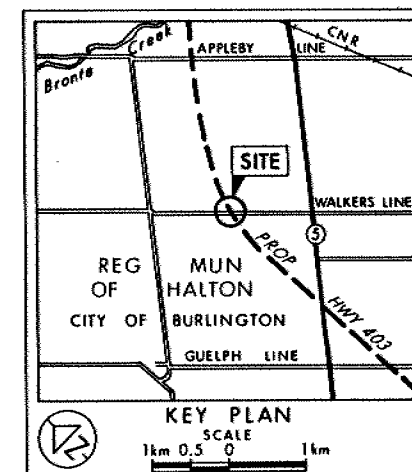 CNR
Creek
APPLEBY LINE
Bronte
SITE
WALKERS LINE
5
PROP
REG MUN
OF HALTON
HWY 403
CITY OF BURLINGTON
GUELPH LINE
KEY PLAN
SCALE
1km 0.5 0 1km
N